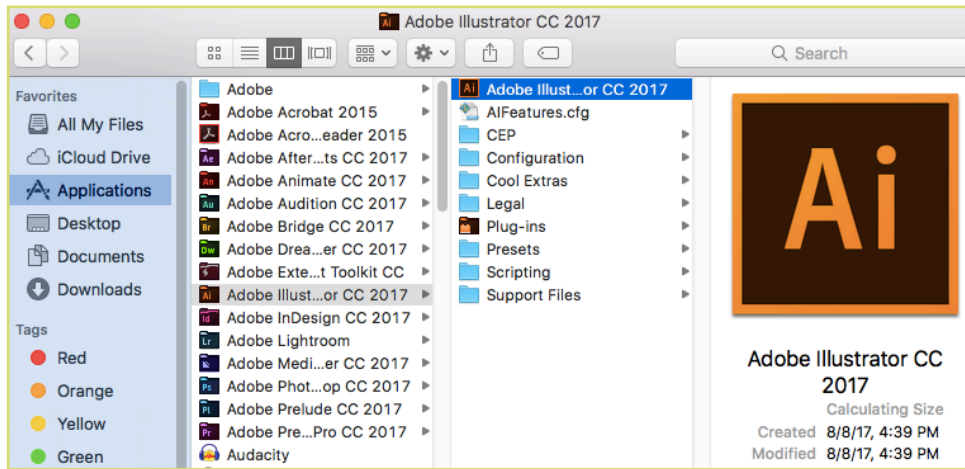 Adobe Illustrator CC 2017
Search
Favorites
All My Files
iCloud Drive
Applications
Desktop
Documents
Downloads
Tags
Red
Orange
Yellow
Green
Adobe
Adobe Acrobat 2015
Adobe Acro...eader 2015
Adobe After...ts CC 2017
Adobe Animate CC 2017
Adobe Audition CC 2017
Adobe Bridge CC 2017
Adobe Drea...er CC 2017
Adobe Exte...t Toolkit CC
Adobe Illust...or CC 2017
Adobe InDesign CC 2017
Adobe Lightroom
Adobe Medi...er CC 2017
Adobe Phot...op CC 2017
Adobe Prelude CC 2017
Adobe Pre...Pro CC 2017
Audacity
Adobe Illust...or CC 2017
AIFeatures.cfg
CEP
Configuration
Cool Extras
Legal
Plug-ins
Presets
Scripting
Support Files
Ai
Adobe Illustrator CC
2017
Calculating Size
Created 8/8/17, 4:39 PM
Modified 8/8/17, 4:39 PM